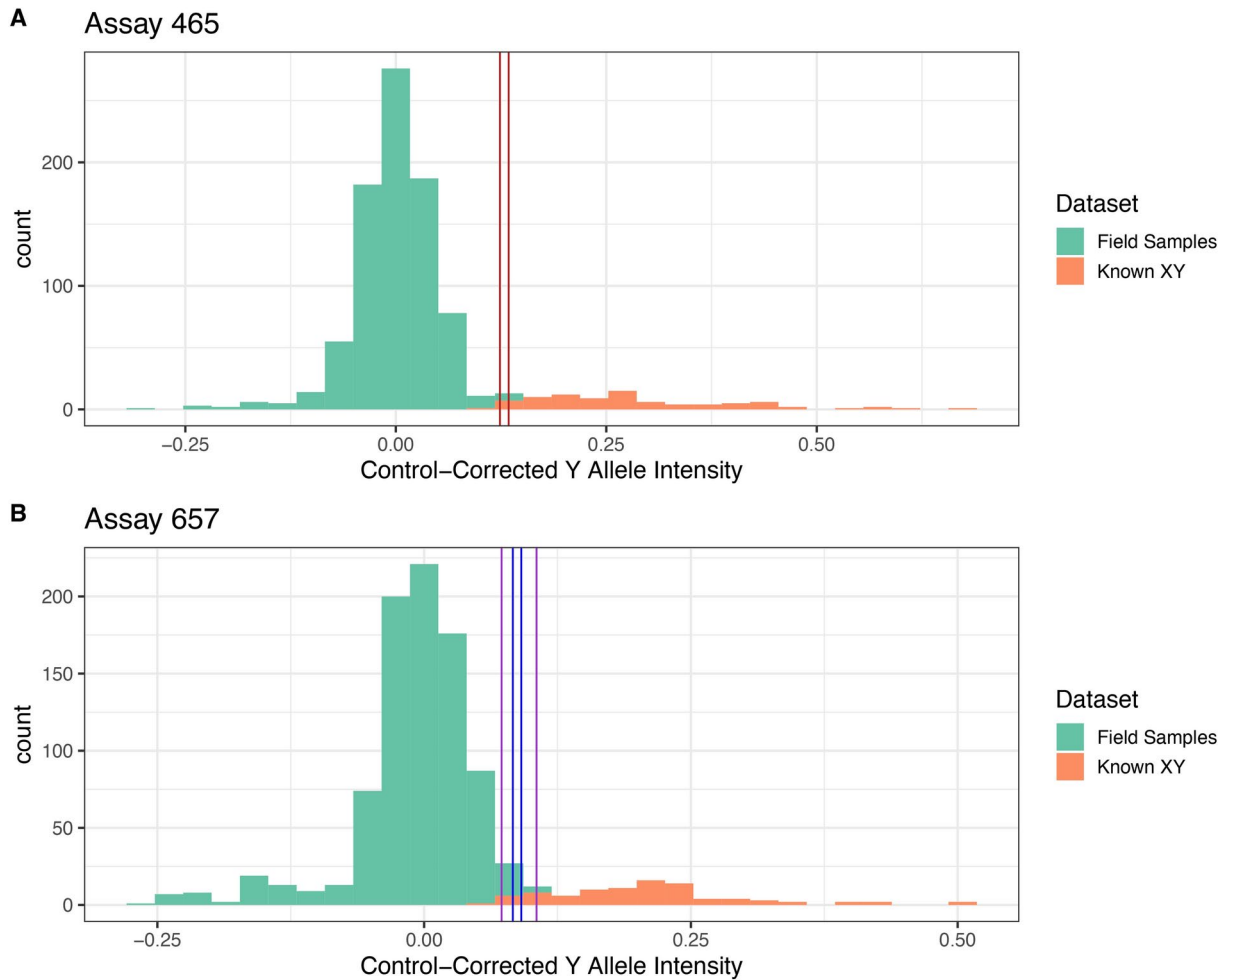 A
Assay 465
count
200
100
0
−0.25
0.00
0.25
0.50
Control−Corrected Y Allele Intensity
Dataset
Field Samples
Known XY
B
Assay 657
count
200
150
100
50
0
−0.25
0.00
0.25
0.50
Control−Corrected Y Allele Intensity
Dataset
Field Samples
Known XY